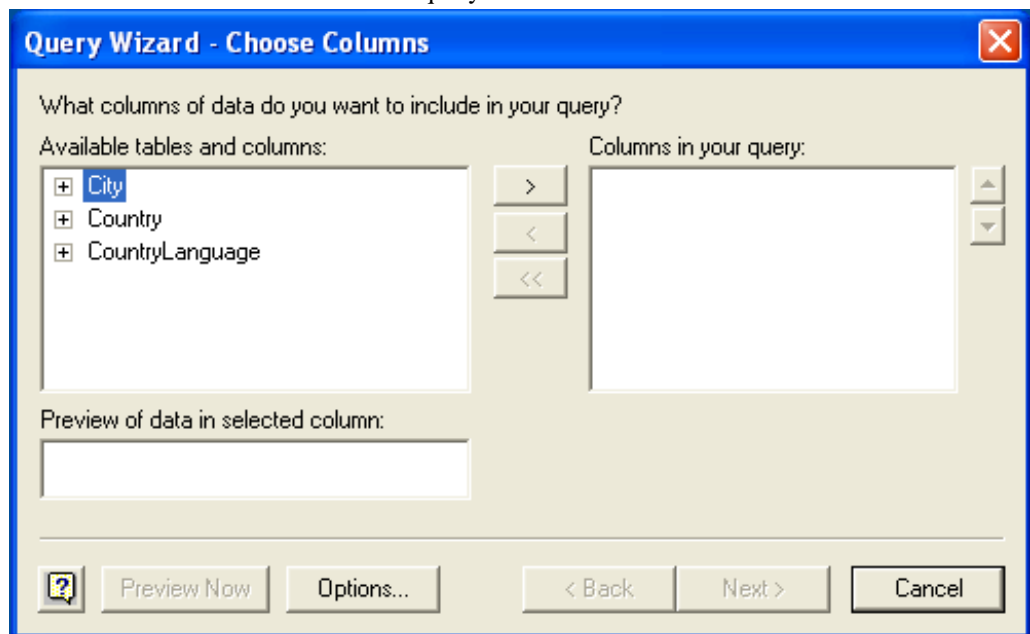 query
Query Wizard - Choose Columns
What columns of data do you want to include in your query?
Available tables and columns:
Columns in your query:
City
Country
CountryLanguage
>
<
<<
Preview of data in selected column:
Preview Now
Options...
< Back
Next >
Cancel